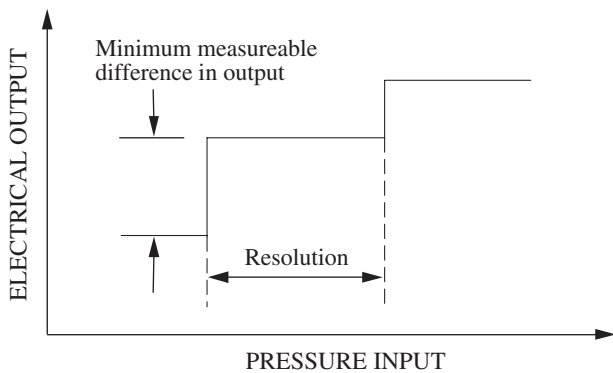 Minimum measureable
difference in output
ELECTRICAL OUTPUT
Resolution
PRESSURE INPUT